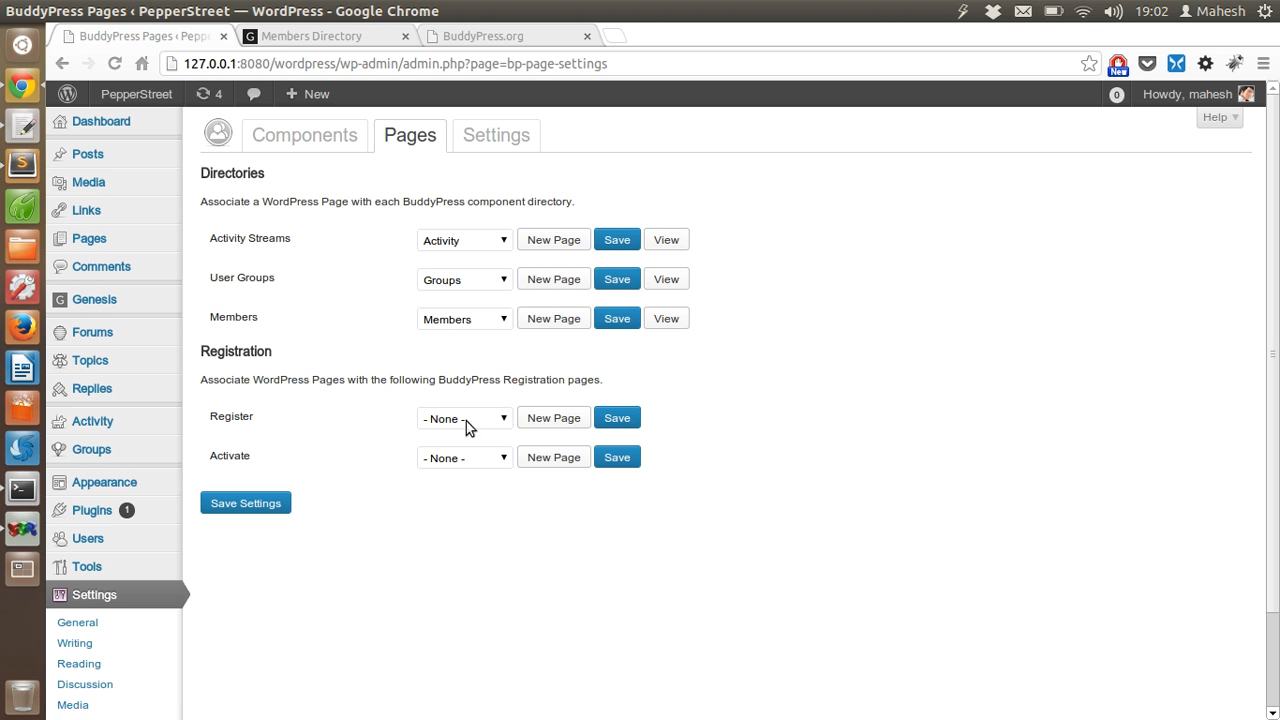 BuddyPress Pages ‹ PepperStreet — WordPress - Google Chrome
19:02 Mahesh
BuddyPress Pages ‹ Peppe
Members Directory
BuddyPress.org
127.0.0.1:8080/wordpress/wp-admin/admin.php?page=bp-page-settings
New
PepperStreet 4 + New
0 Howdy, mahesh
Help
Dashboard
Posts
Media
Links
Pages
Comments
Genesis
Forums
Topics
Replies
Activity
Groups
Appearance
Plugins 1
Users
Tools
Settings
General
Writing
Reading
Discussion
Media
Components Pages Settings
Directories
Associate a WordPress Page with each BuddyPress component directory.
Activity Streams Activity New Page Save View
User Groups Groups New Page Save View
Members Members New Page Save View
Registration
Associate WordPress Pages with the following BuddyPress Registration pages.
Register - None - New Page Save
Activate - None - New Page Save
Save Settings